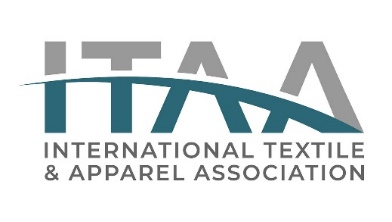 ITAA
INTERNATIONAL TEXTILE
& APPAREL ASSOCIATION